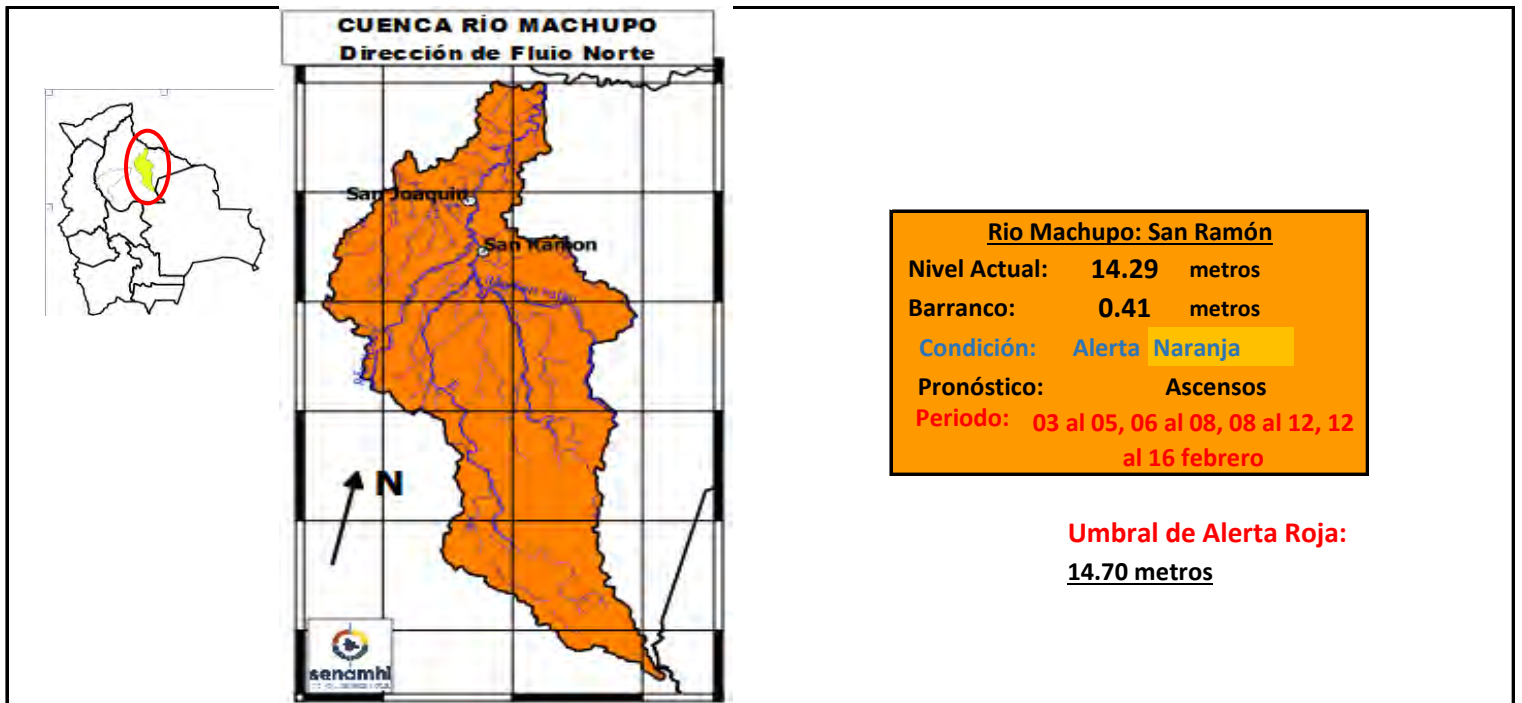 CUENCA RÍO MACHUPO
Dirección de Flujo Norte
San Joaquin
San Ramon
N
senamhi
Rio Machupo: San Ramón
Nivel Actual: 14.29 metros
Barranco: 0.41 metros
Condición: Alerta Naranja
Pronóstico: Ascensos
Periodo: 03 al 05, 06 al 08, 08 al 12, 12
al 16 febrero
Umbral de Alerta Roja:
14.70 metros